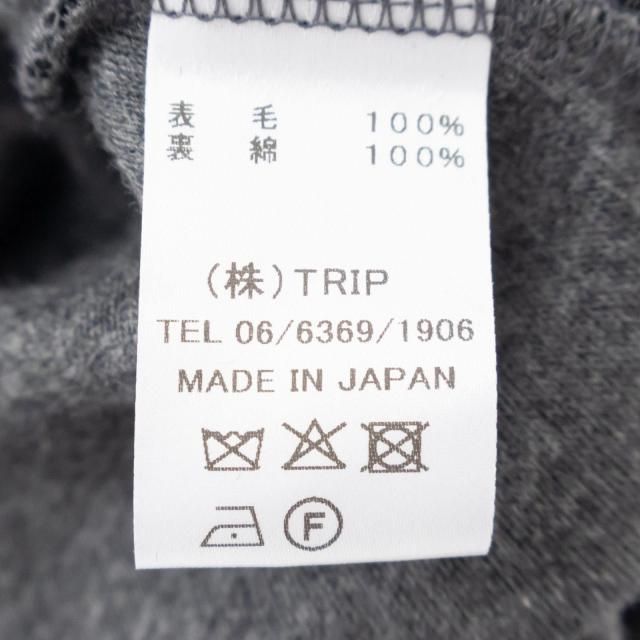 表 毛 100%
裏 綿 100%
(株)TRIP
TEL 06/6369/1906
MADE IN JAPAN
F